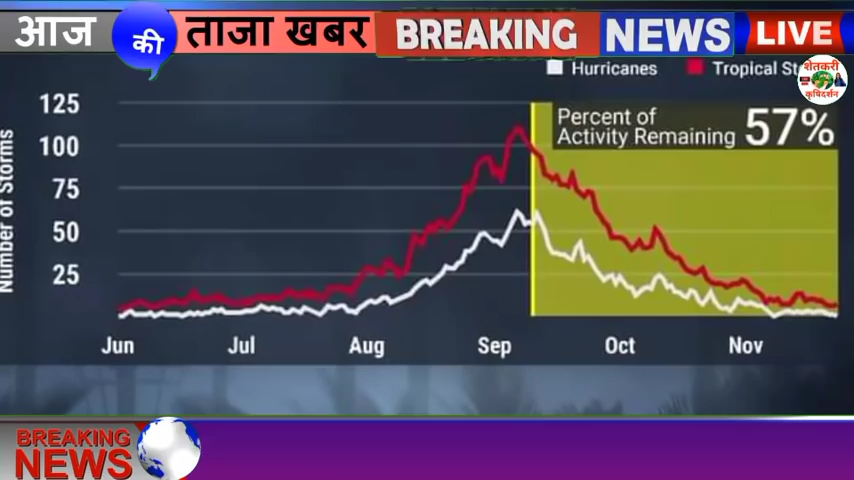 आज की ताजा खबर BREAKING NEWS LIVE
शेतकरी
कृषिदर्शन
Hurricanes Tropical
Number of Storms
125
100
75
50
25
Percent of
Activity Remaining 57%
Jun Jul Aug Sep Oct Nov
BREAKING
NEWS